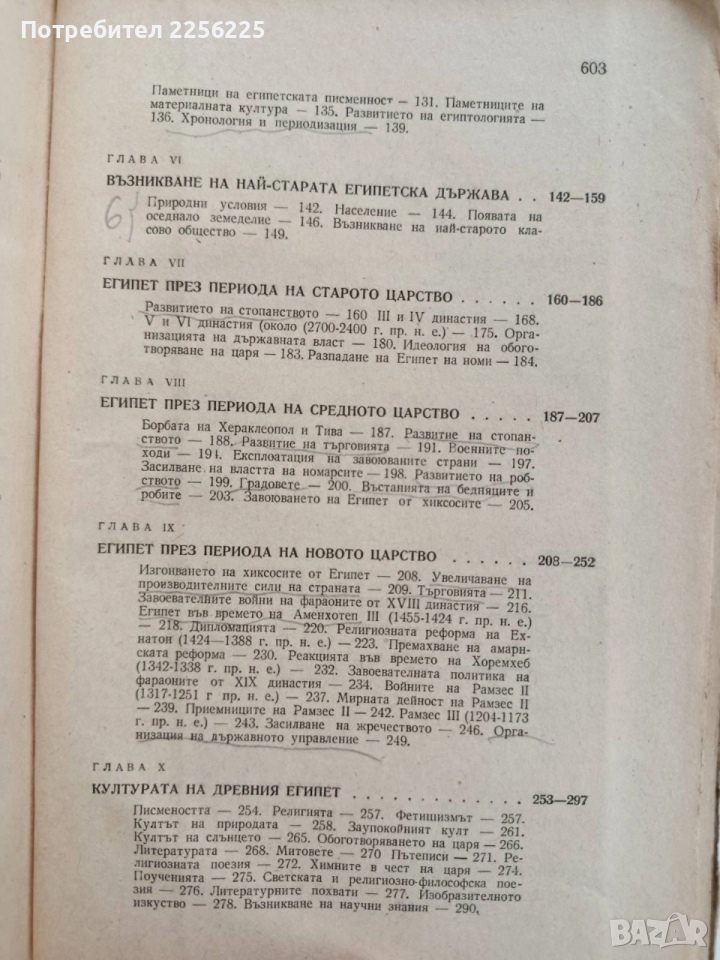 Потребител 2256225
603
Паметници на египетската писменност — 131. Паметниците на
материалната култура — 135. Развитието на египтологията —
136. Хронология и периодизация — 139.
ГЛАВА VI
ВЪЗНИКВАНЕ НА НАЙ-СТАРАТА ЕГИПЕТСКА ДЪРЖАВА . . 142—159
Природни условия — 142. Население — 144. Появата на
оседнало земеделие — 146. Възникване на най-старото кла-
сово общество — 149.
ГЛАВА VII
ЕГИПЕТ ПРЕЗ ПЕРИОДА НА СТАРОТО ЦАРСТВО . . . . . . 160—186
Развитието на стопанството — 160 III и IV династия — 168.
V и VI династия (около (2700-2400 г. пр. н. е.) — 175. Орга-
низацията на държавната власт — 180. Идеология на обого-
творяване на царя — 183. Разпадане на Египет на номи — 184.
ГЛАВА VIII
ЕГИПЕТ ПРЕЗ ПЕРИОДА НА СРЕДНОТО ЦАРСТВО . . . . . 187—207
Борбата на Хераклеопол и Тива — 187. Развитие на стопан-
ството — 188. Развитие на търговията — 191. Военните по-
ходи — 194. Експлоатация на завоюваните страни — 197.
Засилване на властта на номарсите — 198. Развитието на роб-
ството — 199. Градовете — 200. Въстанията на бедняците и
робите — 203. Завоюването на Египет от хиксосите — 205.
ГЛАВА IX
ЕГИПЕТ ПРЕЗ ПЕРИОДА НА НОВОТО ЦАРСТВО . . . . . . 208—252
Изгонването на хиксосите от Египет — 208. Увеличаване на
производителните сили на страната — 209. Търговията — 211.
Завоевателните войни на фараоните от XVIII династия — 216.
Египет във времето на Аменхотеп III (1455-1424 г. пр. н. е.)
— 218. Дипломацията — 220. Религиозната реформа на Ех-
натон (1424—1388 г. пр. н. е.) —223. Премахване на амарн-
ската реформа — 230. Реакцията във времето на Хоремхеб
(1342-1338 г. пр. н. е.) — 232. Завоевателната политика на
фараоните от XIX династия — 234. Войните на Рамзес II
(1317-1251 г пр. н. е.) — 237. Мирната дейност на Рамзес II
— 239. Приемниците на Рамзес II — 242. Рамзес III (1204-1173
г. пр. н. е.) — 243. Засилване на жречеството — 246. Орга-
низация на държавното управление — 249.
ГЛАВА X
КУЛТУРАТА НА ДРЕВНИЯ ЕГИПЕТ . . . . . . . . . . . . . 253—297
Писмеността — 254. Религията — 257. Фетишизмът — 257.
Култът на природата — 258. Заупокойният култ — 261.
Култът на слънцето — 265. Обоготворяването на царя —266.
Литературата — 268. Митовете — 270 Пътеписи — 271. Ре-
лигиозната поезия — 272. Химните в чест на царя — 274.
Поученията — 275. Светската и религиозно-философска пое-
зия — 276. Литературните похвати — 277. Изобразителното
изкуство — 278. Възникване на научни знания — 290.
BAZAR